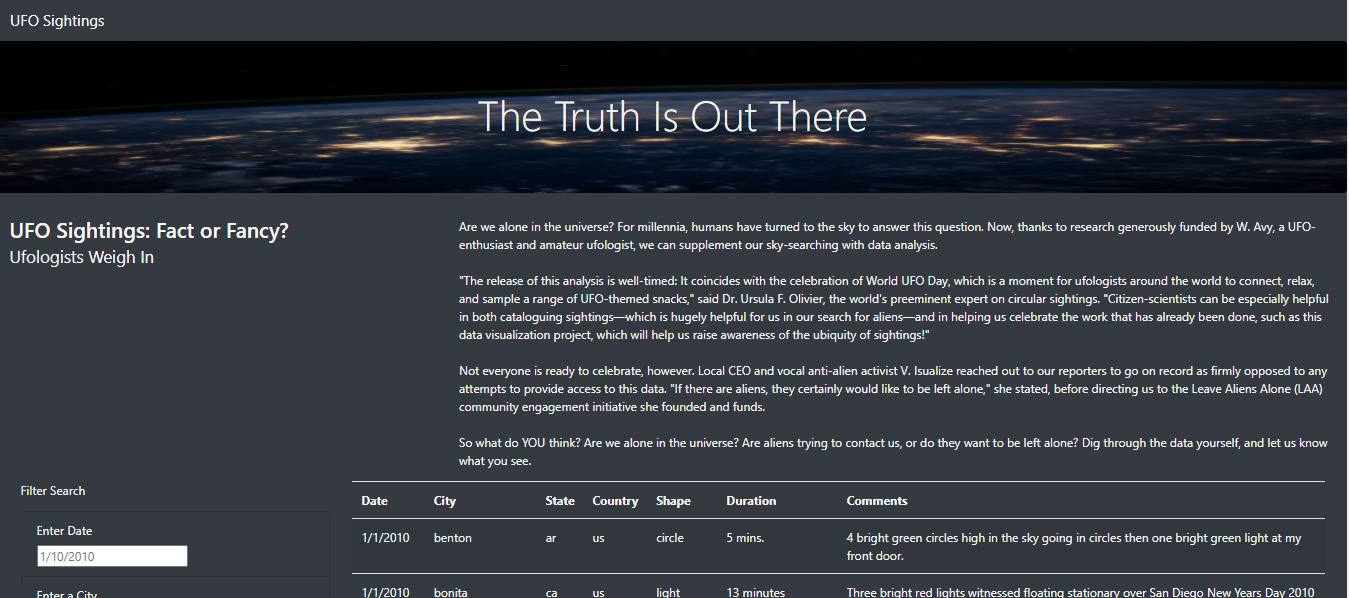 UFO Sightings
The Truth Is Out There
UFO Sightings: Fact or Fancy?
Ufologists Weigh In
Are we alone in the universe? For millennia, humans have turned to the sky to answer this question. Now, thanks to research generously funded by W. Avy, a UFO-
enthusiast and amateur ufologist, we can supplement our sky-searching with data analysis.
"The release of this analysis is well-timed: It coincides with the celebration of World UFO Day, which is a moment for ufologists around the world to connect, relax,
and sample a range of UFO-themed snacks," said Dr. Ursula F. Olivier, the world's preeminent expert on circular sightings. "Citizen-scientists can be especially helpful
in both cataloguing sightings—which is hugely helpful for us in our search for aliens—and in helping us celebrate the work that has already been done, such as this
data visualization project, which will help us raise awareness of the ubiquity of sightings!"
Not everyone is ready to celebrate, however. Local CEO and vocal anti-alien activist V. Isualize reached out to our reporters to go on record as firmly opposed to any
attempts to provide access to this data. "If there are aliens, they certainly would like to be left alone," she stated, before directing us to the Leave Aliens Alone (LAA)
community engagement initiative she founded and funds.
So what do YOU think? Are we alone in the universe? Are aliens trying to contact us, or do they want to be left alone? Dig through the data yourself, and let us know
what you see.
Filter Search
Enter Date
1/10/2010
Enter a City
Date City State Country Shape Duration Comments
1/1/2010 benton ar us circle 5 mins. 4 bright green circles high in the sky going in circles then one bright green light at my
front door.
1/1/2010 bonita ca us light 13 minutes Three bright red lights witnessed floating stationary over San Diego New Years Day 2010